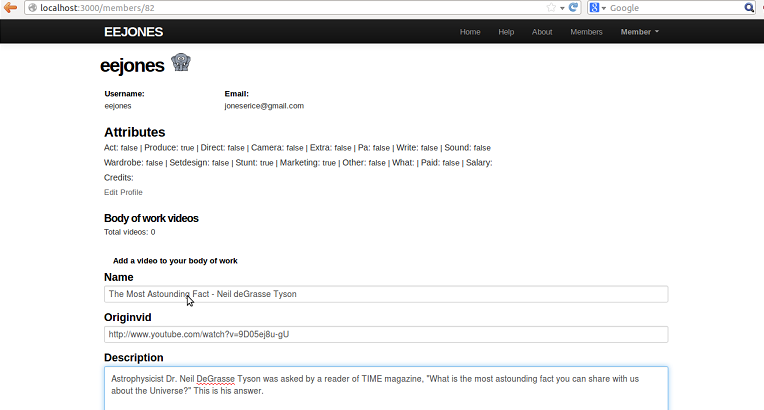 localhost:3000/members/82
Google
EEJONES Home Help About Members Member
eejones
Username: Email:
eejones joneserice@gmail.com
Attributes
Act: false | Produce: true | Direct: false | Camera: false | Extra: false | Pa: false | Write: false | Sound: false
Wardrobe: false | Setdesign: false | Stunt: true | Marketing: true | Other: false | What: | Paid: false | Salary:
Credits:
Edit Profile
Body of work videos
Total videos: 0
Add a video to your body of work
Name
The Most Astounding Fact - Neil deGrasse Tyson
Originvid
http://www.youtube.com/watch?v=9D05ej8u-gU
Description
Astrophysicist Dr. Neil DeGrasse Tyson was asked by a reader of TIME magazine, "What is the most astounding fact you can share with us
about the Universe?" This is his answer.